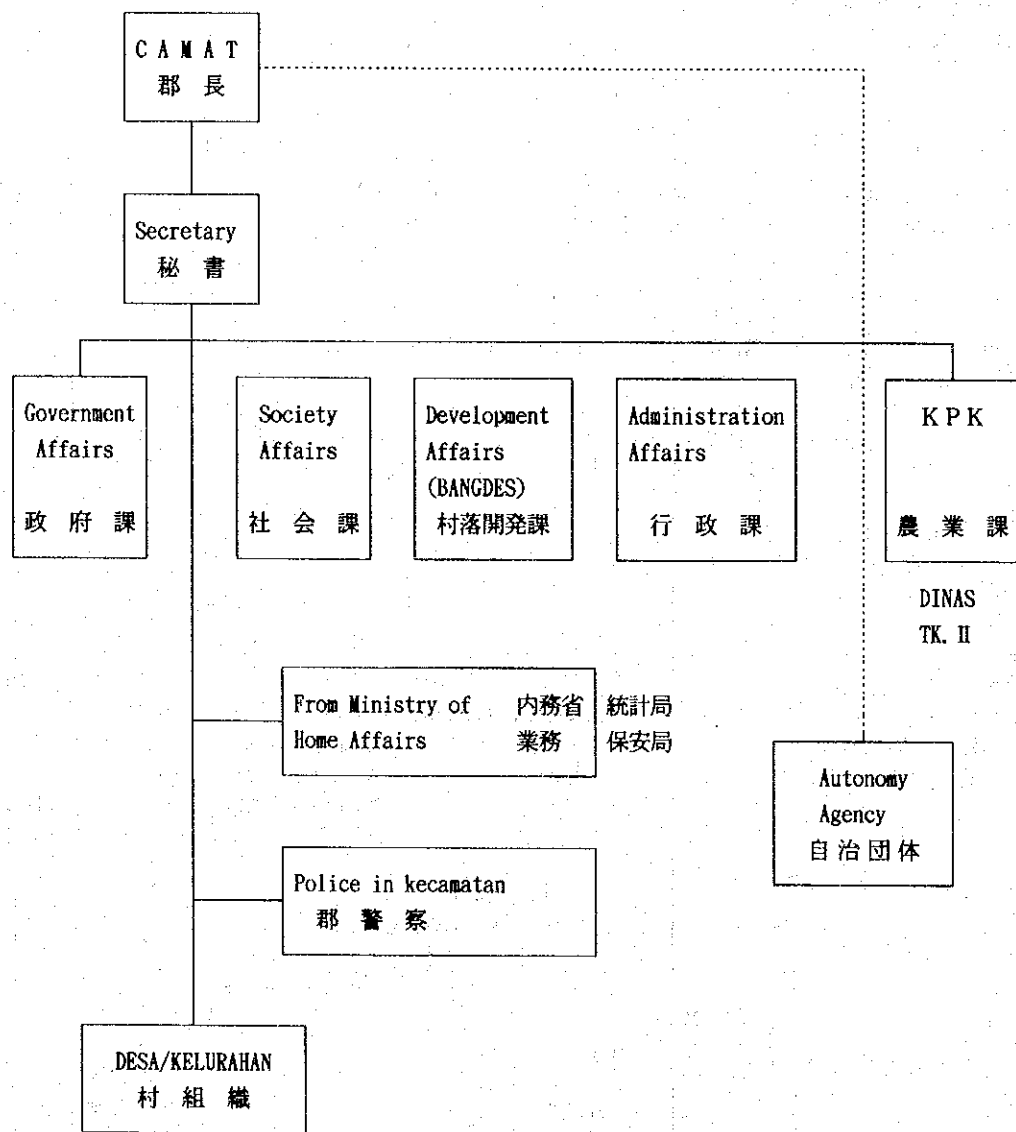 CAMAT
郡長
Secretary
秘書
Government
Affairs
政府課
Society
Affairs
社会課
Development
Affairs
(BANGDES)
村落開発課
Administration
Affairs
行政課
KPK
農業課
DINAS
TK. II
From Ministry of 内務省 統計局
Home Affairs 業務 保安局
Autonomy
Agency
自治団体
Police in kecamatan
郡警察
DESA/KELURAHAN
村組織